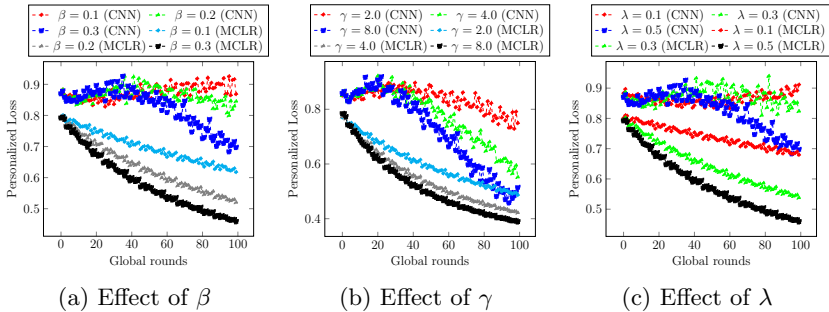 β = 0.1 (CNN) β = 0.2 (CNN)
β = 0.3 (CNN) β = 0.1 (MCLR)
β = 0.2 (MCLR) β = 0.3 (MCLR)
0.9
0.8
0.7
0.6
0.5
Personalized Loss
0 20 40 60 80 100
Global rounds
(a) Effect of β
γ = 2.0 (CNN) γ = 4.0 (CNN)
γ = 8.0 (CNN) γ = 2.0 (MCLR)
γ = 4.0 (MCLR) γ = 8.0 (MCLR)
0.8
0.6
0.4
Personalized Loss
0 20 40 60 80 100
Global rounds
(b) Effect of γ
λ = 0.1 (CNN) λ = 0.3 (CNN)
λ = 0.5 (CNN) λ = 0.1 (MCLR)
λ = 0.3 (MCLR) λ = 0.5 (MCLR)
0.9
0.8
0.7
0.6
0.5
Personalized Loss
0 20 40 60 80 100
Global rounds
(c) Effect of λ